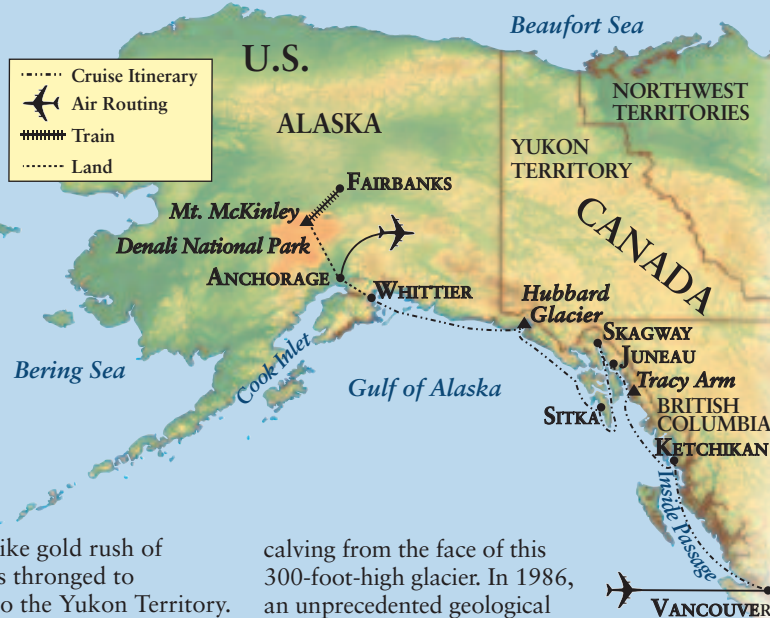 Beaufort Sea
U.S.
Cruise Itinerary
Air Routing
Train
Land
NORTHWEST
TERRITORIES
ALASKA
YUKON
TERRITORY
FAIRBANKS
Mt. McKinley
CANADA
Denali National Park
ANCHORAGE
WHITTIER
Hubbard
Glacier
SKAGWAY
JUNEAU
Tracy Arm
Bering Sea
Cook Inlet
Gulf of Alaska
SITKA
BRITISH
COLUMBIA
KETCHIKAN
Inside Passage
VANCOUVER
ike gold rush of
s thronged to
o the Yukon Territory.
calving from the face of this
300-foot-high glacier. In 1986,
an unprecedented geological